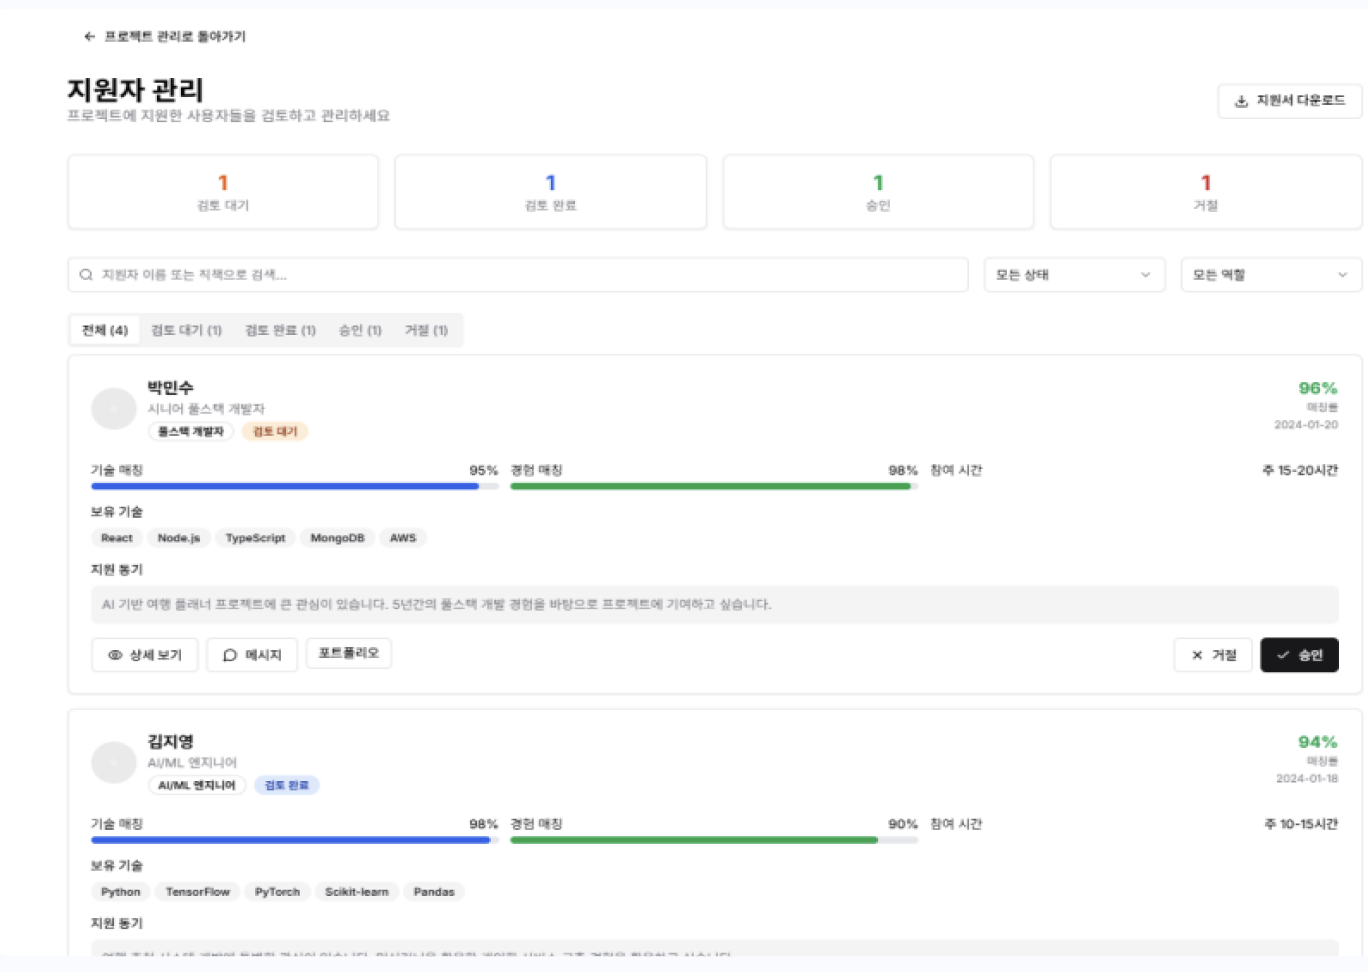 ← 프로젝트 관리로 돌아가기
지원자 관리
프로젝트에 지원한 사용자들을 검토하고 관리하세요
지원서 다운로드
1 1 1 1
검토 대기 검토 완료 승인 거절
지원자 이름 또는 직책으로 검색... 모든 상태 모든 역할
전체 (4) 검토 대기 (1) 검토 완료 (1) 승인 (1) 거절 (1)
박민수
시니어 풀스택 개발자
풀스택 개발자 검토 대기
96%
매칭률
2024-01-20
기술 매칭 95% 경험 매칭 98% 참여 시간 주 15-20시간
보유 기술
React Node.js TypeScript MongoDB AWS
지원 동기
AI 기반 여행 플래너 프로젝트에 큰 관심이 있습니다. 5년간의 풀스택 개발 경험을 바탕으로 프로젝트에 기여하고 싶습니다.
상세 보기 메시지 포트폴리오 × 거절 ✓ 승인
김지영
AI/ML 엔지니어
AI/ML 엔지니어 검토 완료
94%
매칭률
2024-01-18
기술 매칭 98% 경험 매칭 90% 참여 시간 주 10-15시간
보유 기술
Python TensorFlow PyTorch Scikit-learn Pandas
지원 동기